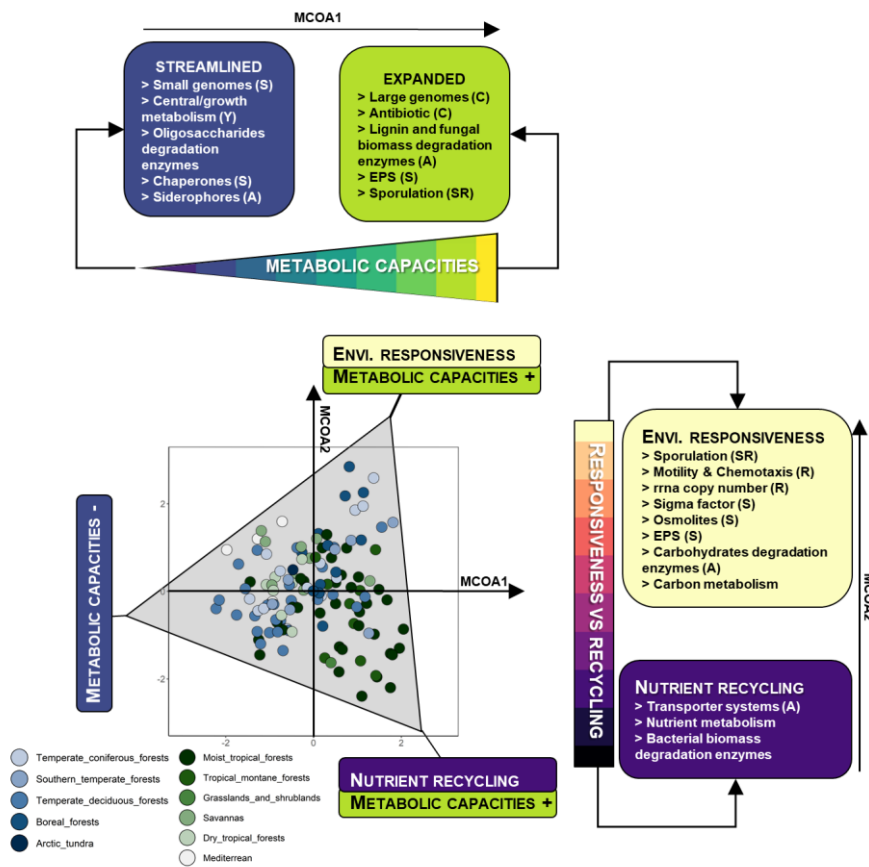 MCOA1
STREAMLINED
> Small genomes (S)
> Central/growth
metabolism (Y)
> Oligosaccharides
degradation
enzymes
> Chaperones (S)
> Siderophores (A)
EXPANDED
> Large genomes (C)
> Antibiotic (C)
> Lignin and fungal
biomass degradation
enzymes (A)
> EPS (S)
> Sporulation (SR)
METABOLIC CAPACITIES
ENVI. RESPONSIVENESS
METABOLIC CAPACITIES +
MCOA2
MCOA1
2
0
-2
-2
0
2
METABOLIC CAPACITIES -
NUTRIENT RECYCLING
METABOLIC CAPACITIES +
Temperate_coniferous_forests
Southern_temperate_forests
Temperate_deciduous_forests
Boreal_forests
Arctic_tundra
Moist_tropical_forests
Tropical_montane_forests
Grasslands_and_shrublands
Savannas
Dry_tropical_forests
Mediterrean
RESPONSIVENESS VS RECYCLING
ENVI. RESPONSIVENESS
> Sporulation (SR)
> Motility & Chemotaxis (R)
> rrna copy number (R)
> Sigma factor (S)
> Osmolites (S)
> EPS (S)
> Carbohydrates degradation
enzymes (A)
> Carbon metabolism
MCOA2
NUTRIENT RECYCLING
> Transporter systems (A)
> Nutrient metabolism
> Bacterial biomass
degradation enzymes